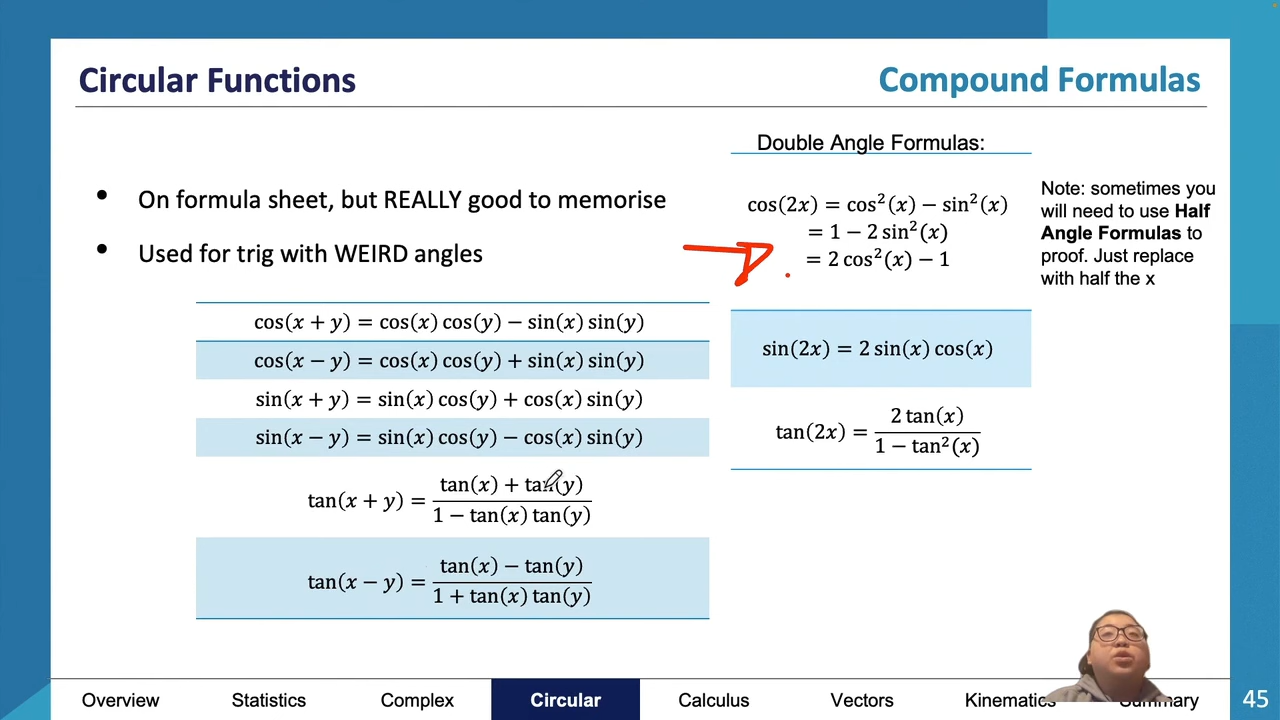 Circular Functions
Compound Formulas
• On formula sheet, but REALLY good to memorise
• Used for trig with WEIRD angles
cos(x + y) = cos(x) cos(y) − sin(x) sin(y)
cos(x − y) = cos(x) cos(y) + sin(x) sin(y)
sin(x + y) = sin(x) cos(y) + cos(x) sin(y)
sin(x − y) = sin(x) cos(y) − cos(x) sin(y)
tan(x + y) = (tan(x) + tan(y)) / (1 − tan(x) tan(y))
tan(x − y) = (tan(x) − tan(y)) / (1 + tan(x) tan(y))
Double Angle Formulas:
cos(2x) = cos²(x) − sin²(x)
= 1 − 2 sin²(x)
= 2 cos²(x) − 1
sin(2x) = 2 sin(x) cos(x)
tan(2x) = 2 tan(x) / (1 − tan²(x))
Note: sometimes you
will need to use Half
Angle Formulas to
proof. Just replace
with half the x
Overview Statistics Complex Circular Calculus Vectors Kinematics Summary 45